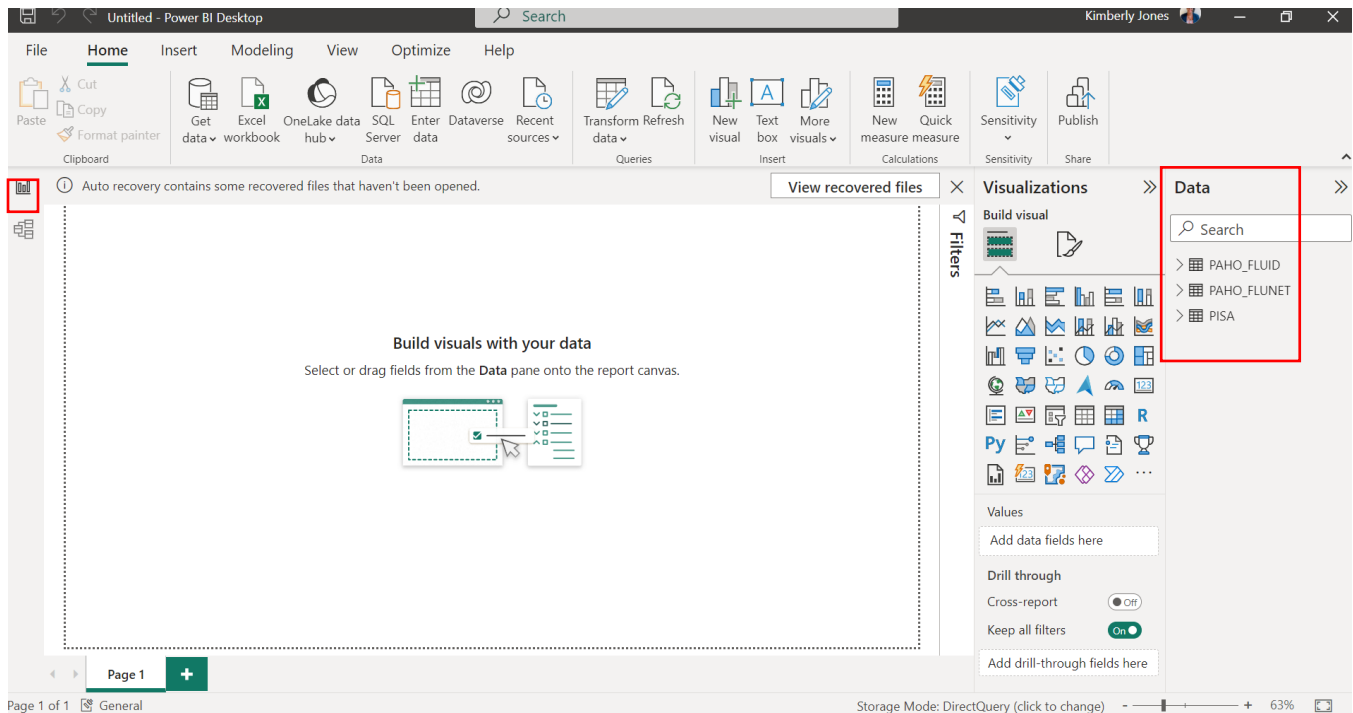 Untitled - Power BI Desktop
Search
Kimberly Jones
File Home Insert Modeling View Optimize Help
Paste
Cut
Copy
Format painter
Get data
Excel workbook
OneLake data hub
SQL Server
Enter data
Dataverse
Recent sources
Transform data
Refresh
New visual
Text box
More visuals
New measure
Quick measure
Sensitivity
Publish
Clipboard Data Queries Insert Calculations Sensitivity Share
Auto recovery contains some recovered files that haven't been opened.
View recovered files
Filters
Build visuals with your data
Select or drag fields from the Data pane onto the report canvas.
Visualizations
Build visual
123
R
Py
123
Values
Add data fields here
Drill through
Cross-report
Off
Keep all filters
On
Add drill-through fields here
Data
Search
PAHO_FLUID
PAHO_FLUNET
PISA
Page 1
Page 1 of 1 General
Storage Mode: DirectQuery (click to change) - + 63%